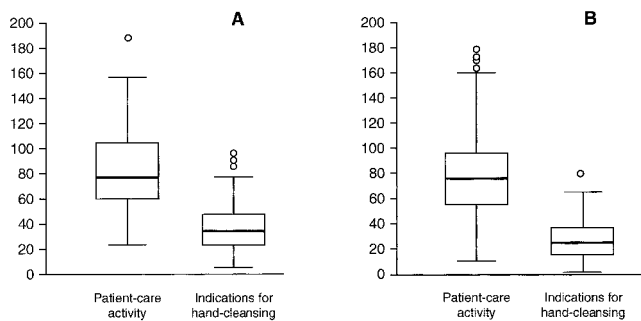 A
200
180
160
140
120
100
80
60
40
20
0
Patient-care
activity
Indications for
hand-cleansing
B
200
180
160
140
120
100
80
60
40
20
0
Patient-care
activity
Indications for
hand-cleansing